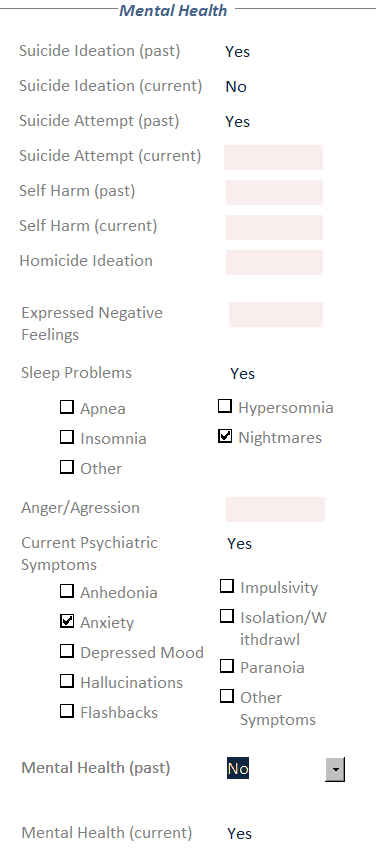 Mental Health
Suicide Ideation (past) Yes
Suicide Ideation (current) No
Suicide Attempt (past) Yes
Suicide Attempt (current)
Self Harm (past)
Self Harm (current)
Homicide Ideation
Expressed Negative
Feelings
Sleep Problems Yes
Apnea Hypersomnia
Insomnia Nightmares
Other
Anger/Agression
Current Psychiatric Yes
Symptoms
Anhedonia Impulsivity
Anxiety Isolation/W
ithdrawl
Depressed Mood Paranoia
Hallucinations Other
Flashbacks Symptoms
Mental Health (past) No
Mental Health (current) Yes